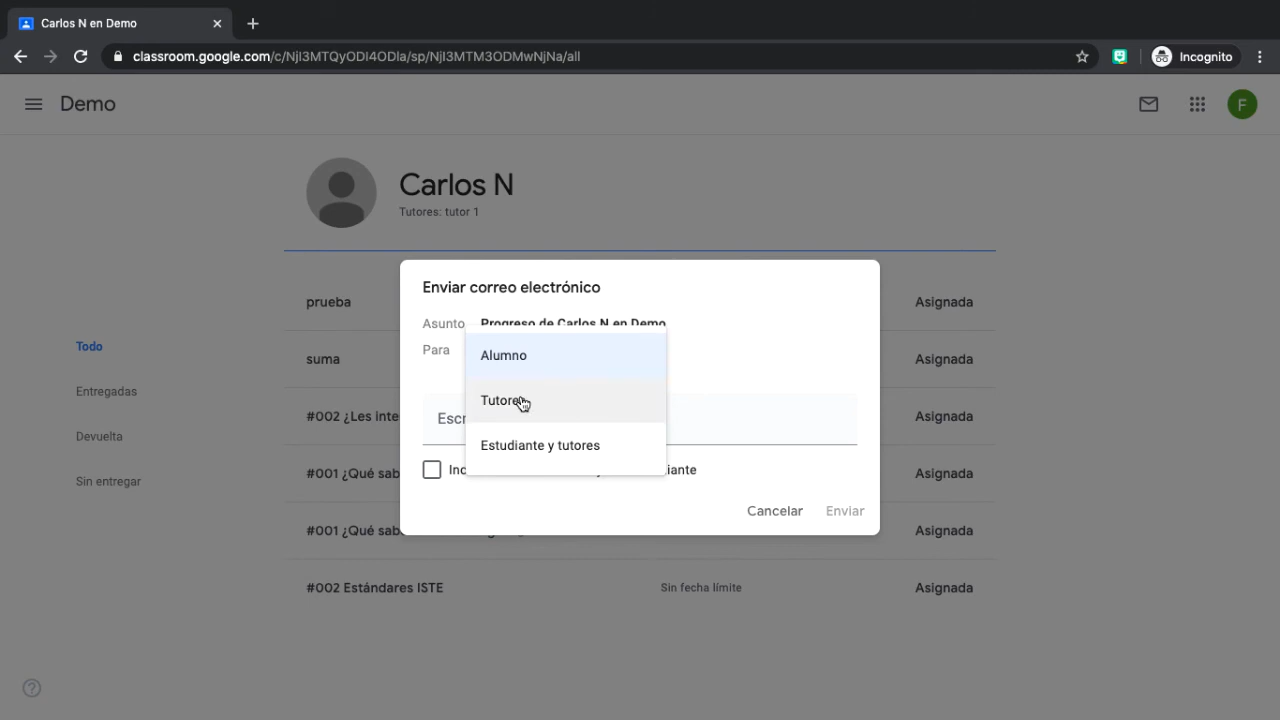 Carlos N en Demo
classroom.google.com/c/NjI3MTQyODI4ODla/sp/NjI3MTM3ODMwNjNa/all
Incognito
Demo
F
Carlos N
Tutores: tutor 1
Enviar correo electrónico
prueba
Asignada
Asunto
Progreso de Carlos N en Demo
Todo
Para
Alumno
suma
Asignada
Entregadas
Tutores
#002 ¿Les inte
Escr
Asignada
Devuelta
Estudiante y tutores
#001 ¿Qué sab
Asignada
Sin entregar
Enviar
Cancelar
#001 ¿Qué sab
Asignada
#002 Estándares ISTE
Sin fecha límite
Asignada